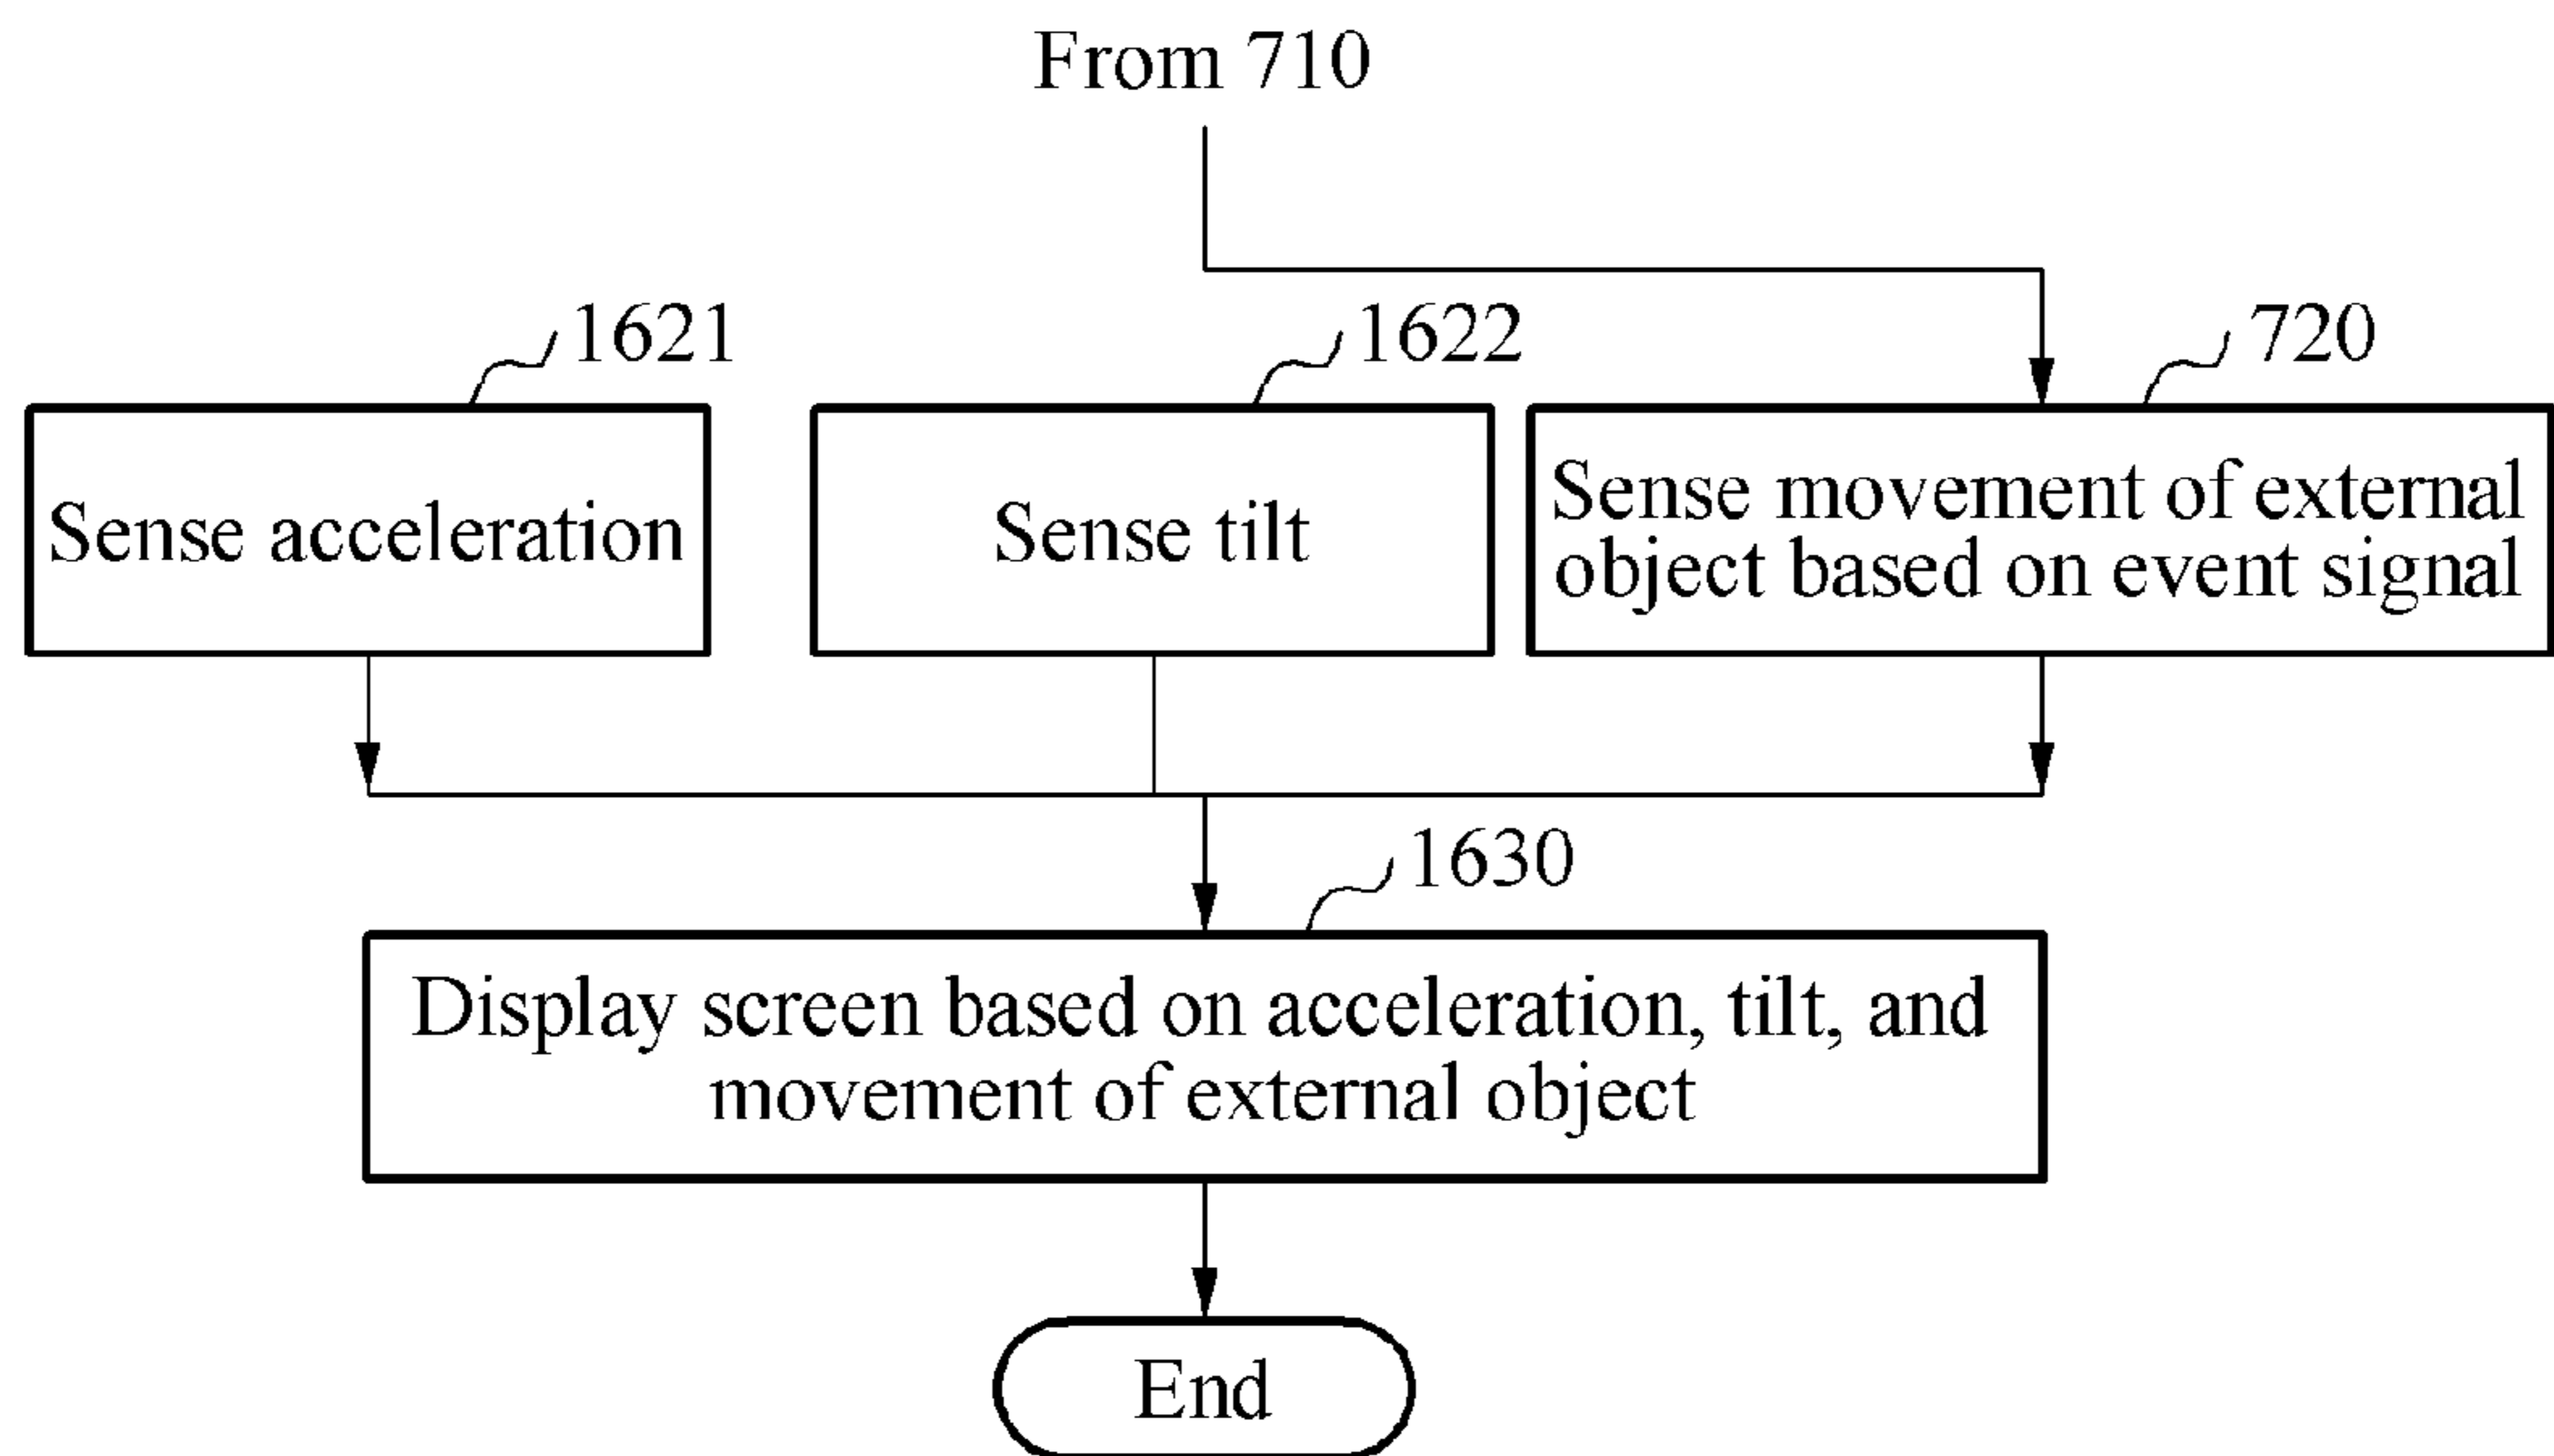 From 710
1621
1622
720
Sense acceleration
Sense tilt
Sense movement of external
object based on event signal
1630
Display screen based on acceleration, tilt, and
movement of external object
End